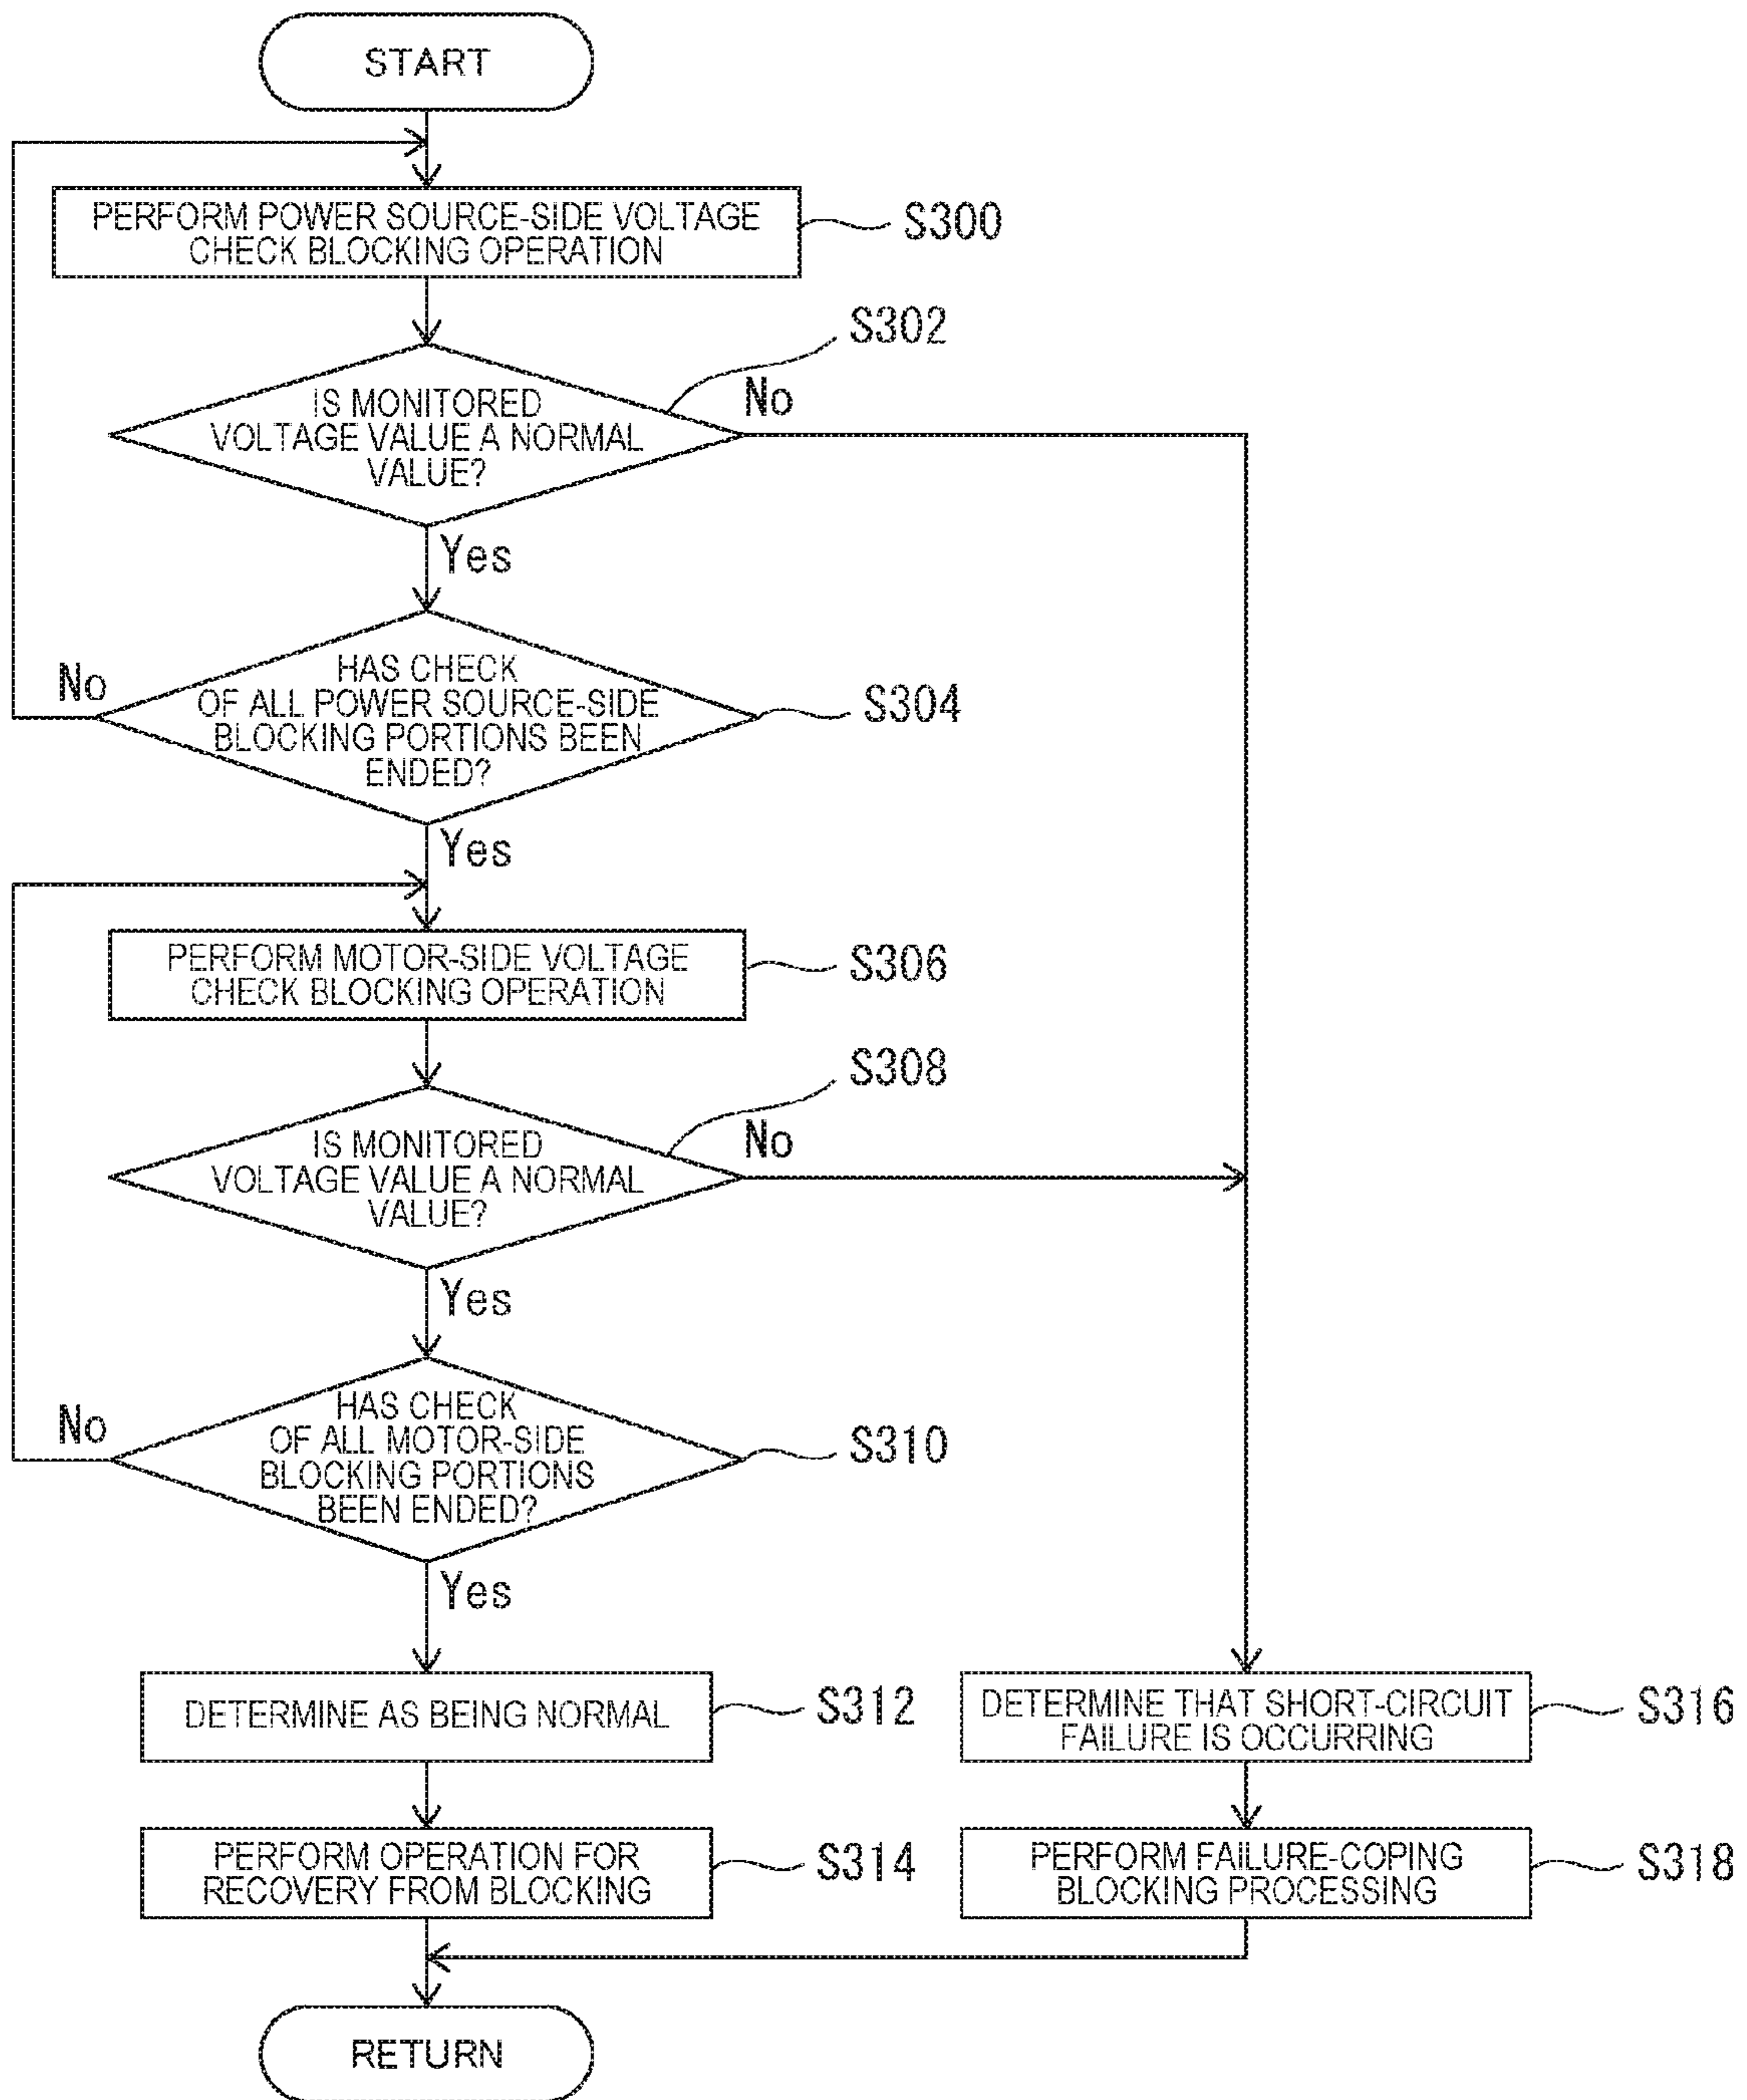 START
PERFORM POWER SOURCE-SIDE VOLTAGE
CHECK BLOCKING OPERATION
S300
S302
IS MONITORED
VOLTAGE VALUE A NORMAL
VALUE?
No
Yes
HAS CHECK
OF ALL POWER SOURCE-SIDE
BLOCKING PORTIONS BEEN
ENDED?
No
S304
Yes
PERFORM MOTOR-SIDE VOLTAGE
CHECK BLOCKING OPERATION
S306
S308
IS MONITORED
VOLTAGE VALUE A NORMAL
VALUE?
No
Yes
HAS CHECK
OF ALL MOTOR-SIDE
BLOCKING PORTIONS
BEEN ENDED?
No
S310
Yes
DETERMINE AS BEING NORMAL
S312
DETERMINE THAT SHORT-CIRCUIT
FAILURE IS OCCURRING
S316
PERFORM OPERATION FOR
RECOVERY FROM BLOCKING
S314
PERFORM FAILURE-COPING
BLOCKING PROCESSING
S318
RETURN